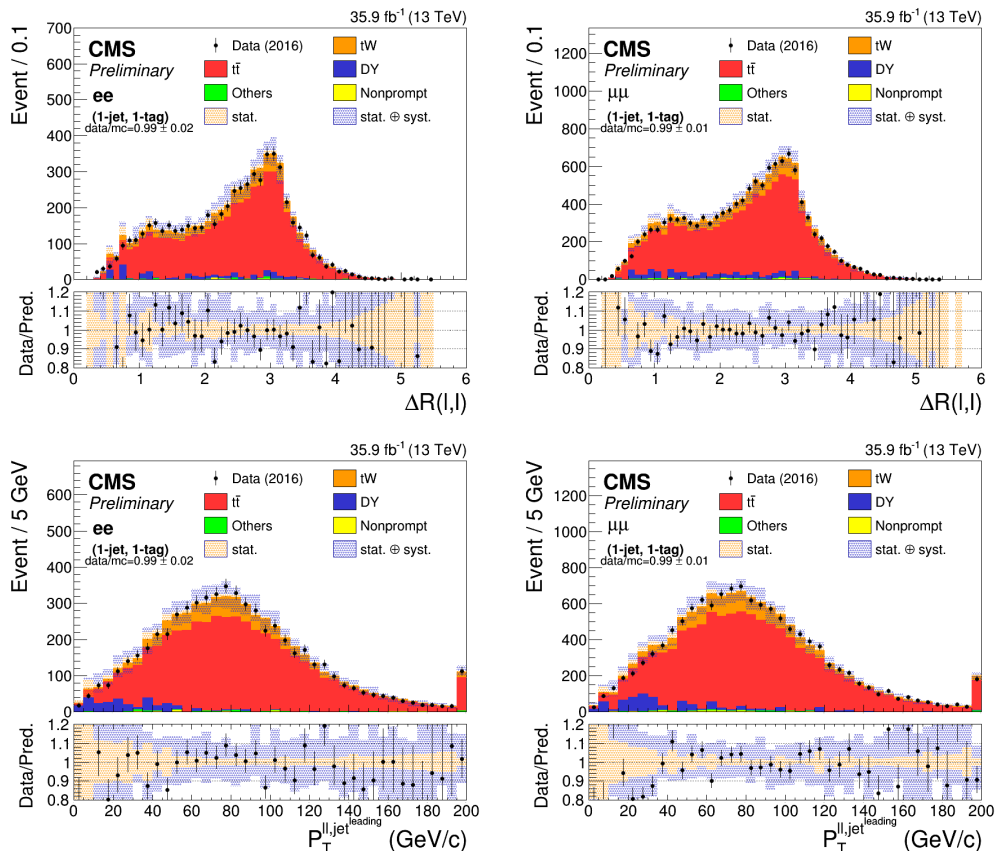 35.9 fb⁻¹ (13 TeV)
Event / 0.1
700
600
500
400
300
200
100
0
CMS
Preliminary
ee
(1-jet, 1-tag)
data/mc=0.99 ± 0.02
Data (2016)
tW
tt̄
DY
Others
Nonprompt
stat.
stat. ⊕ syst.
Data/Pred.
1.2
1.1
1
0.9
0.8
0 1 2 3 4 5 6
ΔR(l,l)
35.9 fb⁻¹ (13 TeV)
Event / 0.1
1200
1000
800
600
400
200
0
CMS
Preliminary
μμ
(1-jet, 1-tag)
data/mc=0.99 ± 0.01
Data (2016)
tW
tt̄
DY
Others
Nonprompt
stat.
stat. ⊕ syst.
Data/Pred.
1.2
1.1
1
0.9
0.8
0 1 2 3 4 5 6
ΔR(l,l)
35.9 fb⁻¹ (13 TeV)
Event / 5 GeV
600
500
400
300
200
100
0
CMS
Preliminary
ee
(1-jet, 1-tag)
data/mc=0.99 ± 0.02
Data (2016)
tW
tt̄
DY
Others
Nonprompt
stat.
stat. ⊕ syst.
Data/Pred.
1.2
1.1
1
0.9
0.8
0 20 40 60 80 100 120 140 160 180 200
P_T^{ll,jet^{leading}} (GeV/c)
35.9 fb⁻¹ (13 TeV)
Event / 5 GeV
1200
1000
800
600
400
200
0
CMS
Preliminary
μμ
(1-jet, 1-tag)
data/mc=0.99 ± 0.01
Data (2016)
tW
tt̄
DY
Others
Nonprompt
stat.
stat. ⊕ syst.
Data/Pred.
1.2
1.1
1
0.9
0.8
0 20 40 60 80 100 120 140 160 180 200
P_T^{ll,jet^{leading}} (GeV/c)